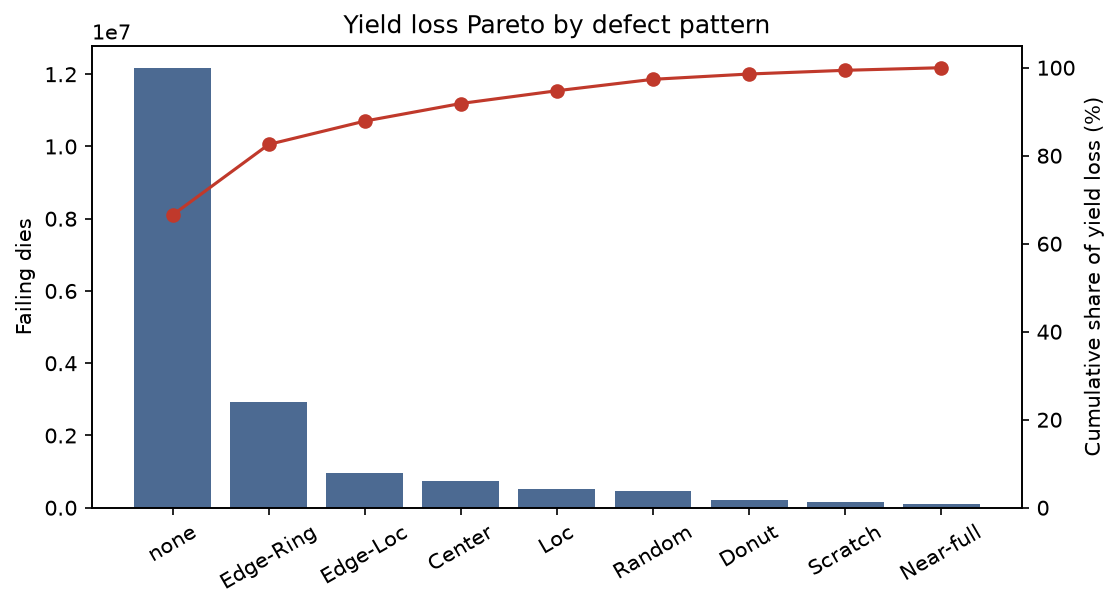 Yield loss Pareto by defect pattern
1e7
1.2
1.0
0.8
0.6
0.4
0.2
0.0
Failing dies
100
80
60
40
20
0
Cumulative share of yield loss (%)
none
Edge-Ring
Edge-Loc
Center
Loc
Random
Donut
Scratch
Near-full